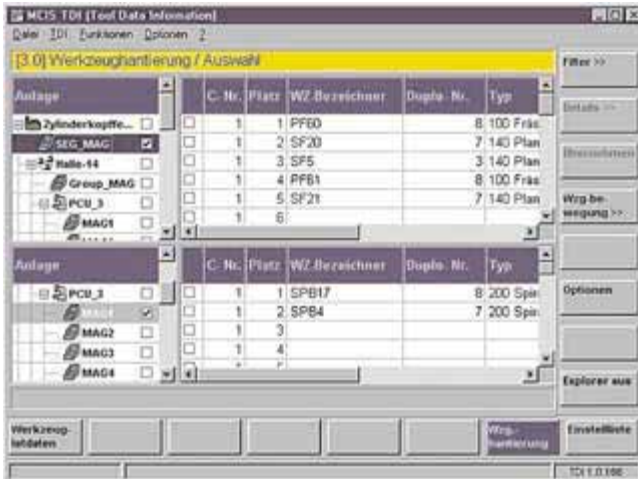 MCIS TDI [Tool Data Information]
Datei TDI Funktionen Optionen ?
[3.0] Werkzeughantierung / Auswahl
Filter >>
Anlage
C- Nr. Platz WZ-Bezeichner Duplo- Nr. Typ
Zylinderkopffe...
1 1 PF60 8 100 Fräs
Details >>
SEG_MAG
1 2 SF20 7 140 Plan
Halle-14
1 3 SF5 3 140 Plan
Group_MAG
1 4 PF61 8 100 Fräs
PCU_3
1 5 SF21 7 140 Plan
Wzg-be-
wegung >>
MAG1
1 6
Anlage
C- Nr. Platz WZ-Bezeichner Duplo- Nr. Typ
PCU_3
1 1 SPB17 8 200 Spir
Optionen
1 2 SPB4 7 200 Spir
MAG2
1 3
MAG3
1 4
MAG4
Explorer aus
Werkzeug-
istdaten
Wzg.-
hantierung
Einstellliste
TDI 1.0.166